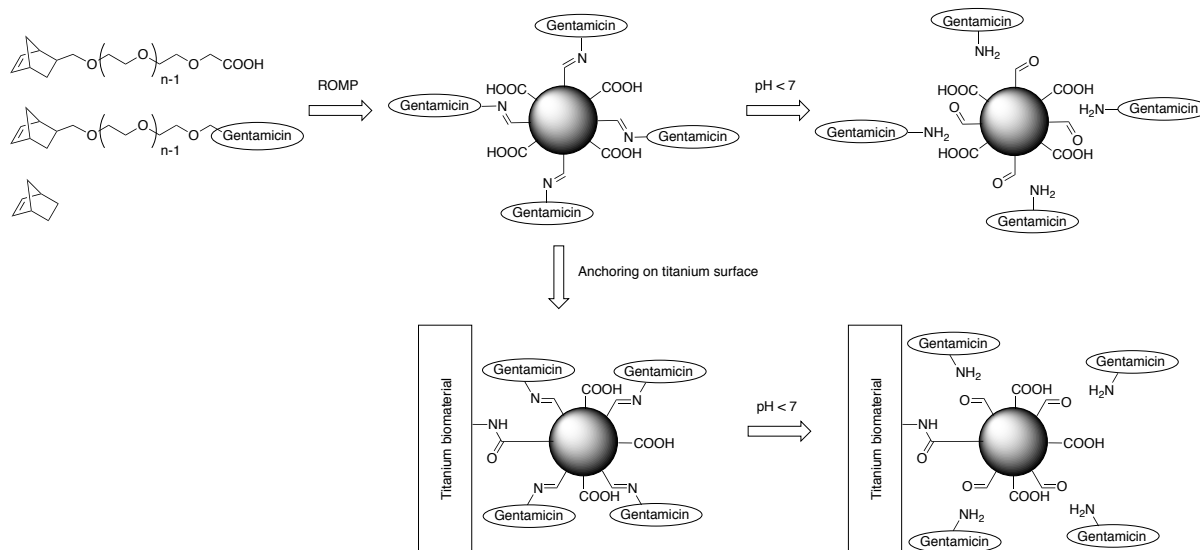 O
O
O
COOH
n-1
O
O
O
Gentamicin
n-1
ROMP
Gentamicin
N
HOOC
COOH
Gentamicin
N
N
Gentamicin
HOOC
COOH
N
Gentamicin
pH < 7
Gentamicin
NH2
O
HOOC
COOH
H2N
Gentamicin
O
Gentamicin
NH2
O
HOOC
COOH
O
NH2
Gentamicin
Anchoring on titanium surface
Titanium biomaterial
Gentamicin
Gentamicin
COOH
N
N
NH
O
COOH
N
COOH
N
Gentamicin
Gentamicin
pH < 7
Titanium biomaterial
Gentamicin
NH2
Gentamicin
H2N
COOH
O
O
NH
O
COOH
O
O
COOH
NH2
H2N
Gentamicin
Gentamicin